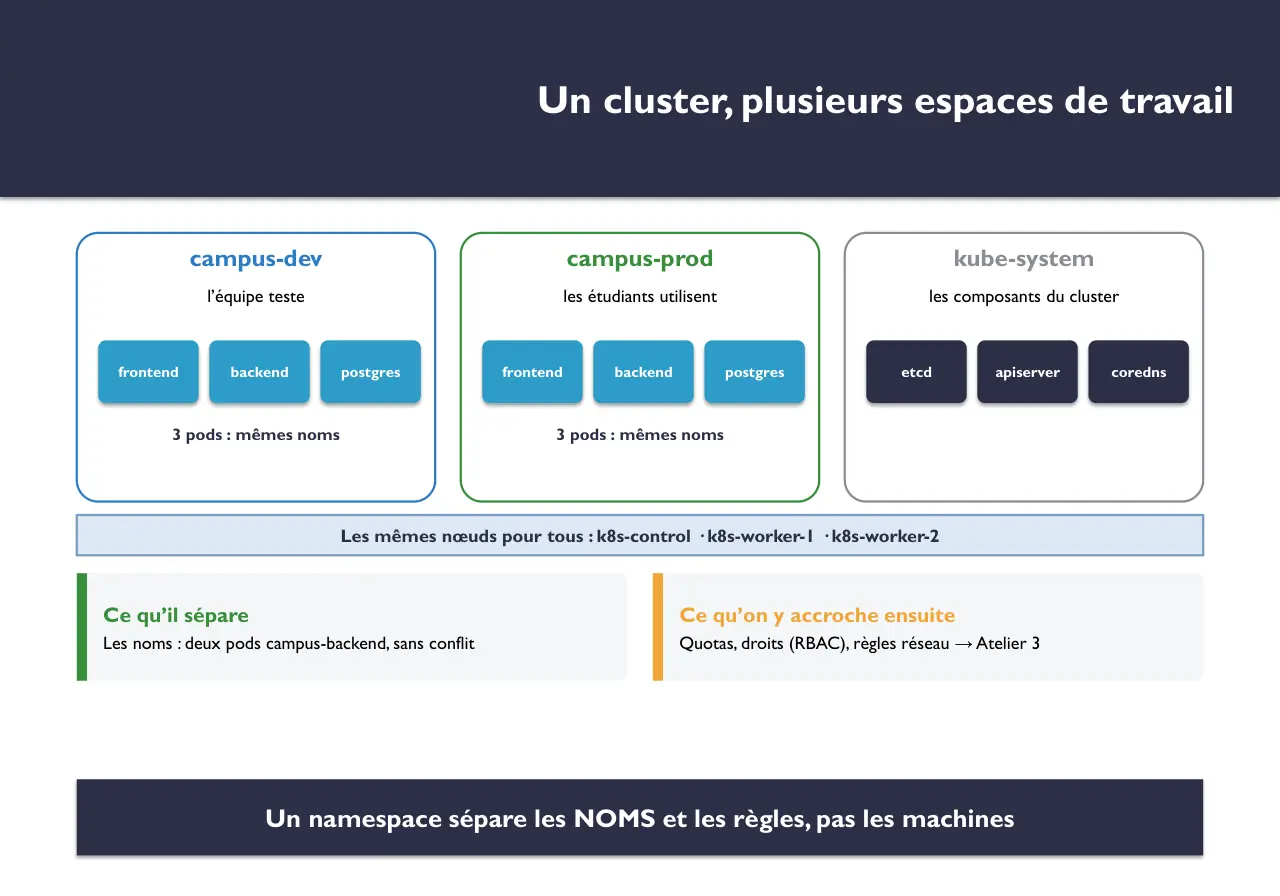 Un cluster, plusieurs espaces de travail
campus-dev
l’équipe teste
frontend
backend
postgres
3 pods : mêmes noms
campus-prod
les étudiants utilisent
frontend
backend
postgres
3 pods : mêmes noms
kube-system
les composants du cluster
etcd
apiserver
coredns
Les mêmes nœuds pour tous : k8s-control · k8s-worker-1 · k8s-worker-2
Ce qu’il sépare
Les noms : deux pods campus-backend, sans conflit
Ce qu’on y accroche ensuite
Quotas, droits (RBAC), règles réseau → Atelier 3
Un namespace sépare les NOMS et les règles, pas les machines